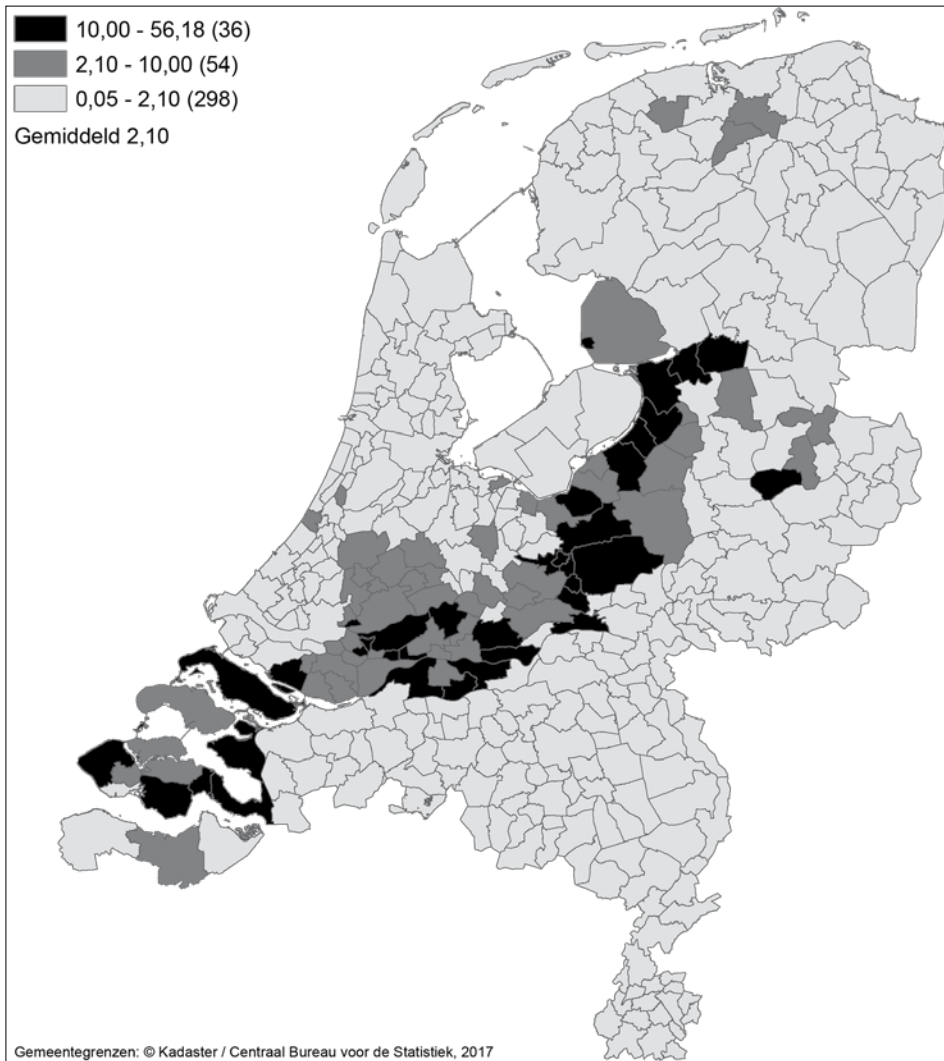 10,00 - 56,18 (36)
2,10 - 10,00 (54)
0,05 - 2,10 (298)
Gemiddeld 2,10
Gemeentegrenzen: © Kadaster / Centraal Bureau voor de Statistiek, 2017